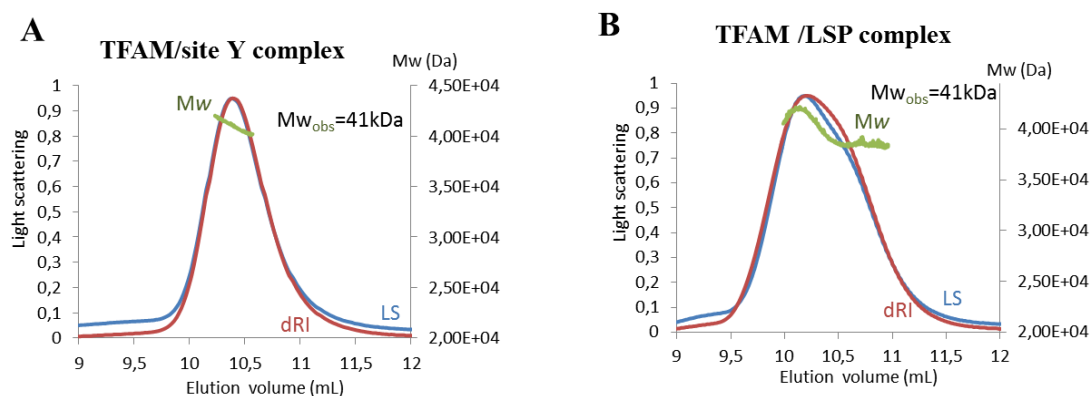 A
TFAM/site Y complex
Mw (Da)
Light scattering
1
0,9
0,8
0,7
0,6
0,5
0,4
0,3
0,2
0,1
0
4,50E+04
4,00E+04
3,50E+04
3,00E+04
2,50E+04
2,00E+04
Mw
Mwobs=41kDa
LS
dRI
9 9,5 10 10,5 11 11,5 12
Elution volume (mL)
B
TFAM /LSP complex
Mw (Da)
Light scattering
1
0,9
0,8
0,7
0,6
0,5
0,4
0,3
0,2
0,1
0
4,00E+04
3,50E+04
3,00E+04
2,50E+04
2,00E+04
Mwobs=41kDa
Mw
LS
dRI
9 9,5 10 10,5 11 11,5 12
Elution volume (mL)